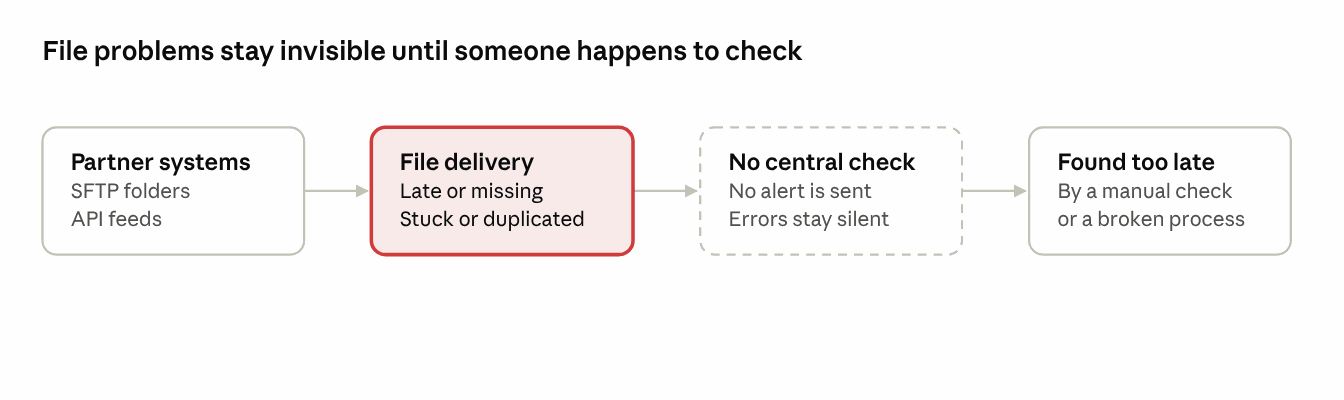 File problems stay invisible until someone happens to check
Partner systems
SFTP folders
API feeds
File delivery
Late or missing
Stuck or duplicated
No central check
No alert is sent
Errors stay silent
Found too late
By a manual check
or a broken process